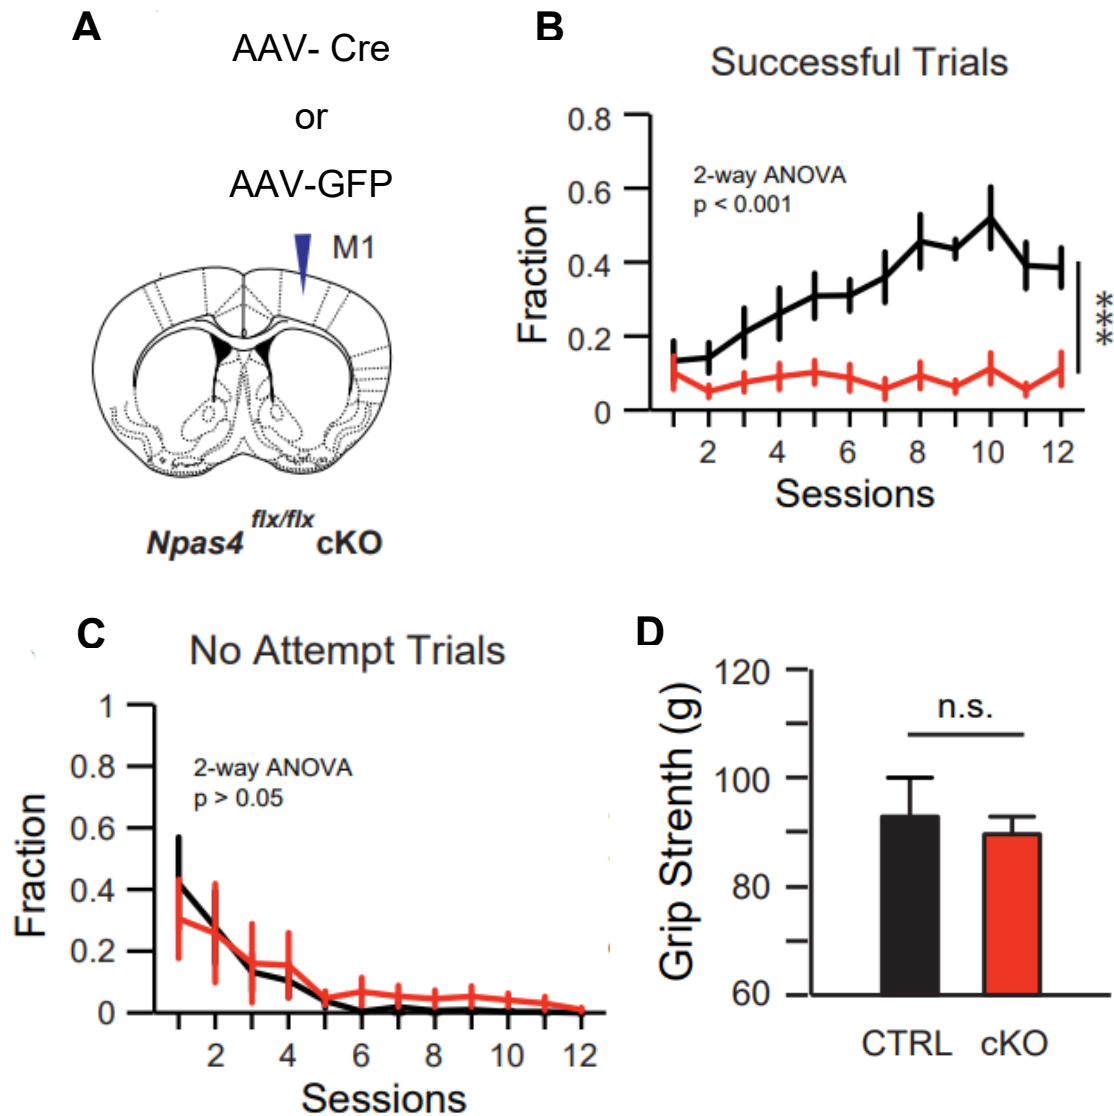 A
AAV- Cre
or
AAV-GFP
M1
Npas4 flx/flx cKO
B
Successful Trials
2-way ANOVA
p < 0.001
Fraction
0.8
0.6
0.4
0.2
0
2 4 6 8 10 12
Sessions
***
C
No Attempt Trials
2-way ANOVA
p > 0.05
Fraction
1
0.8
0.6
0.4
0.2
0
2 4 6 8 10 12
Sessions
D
Grip Strenth (g)
120
100
80
60
n.s.
CTRL cKO